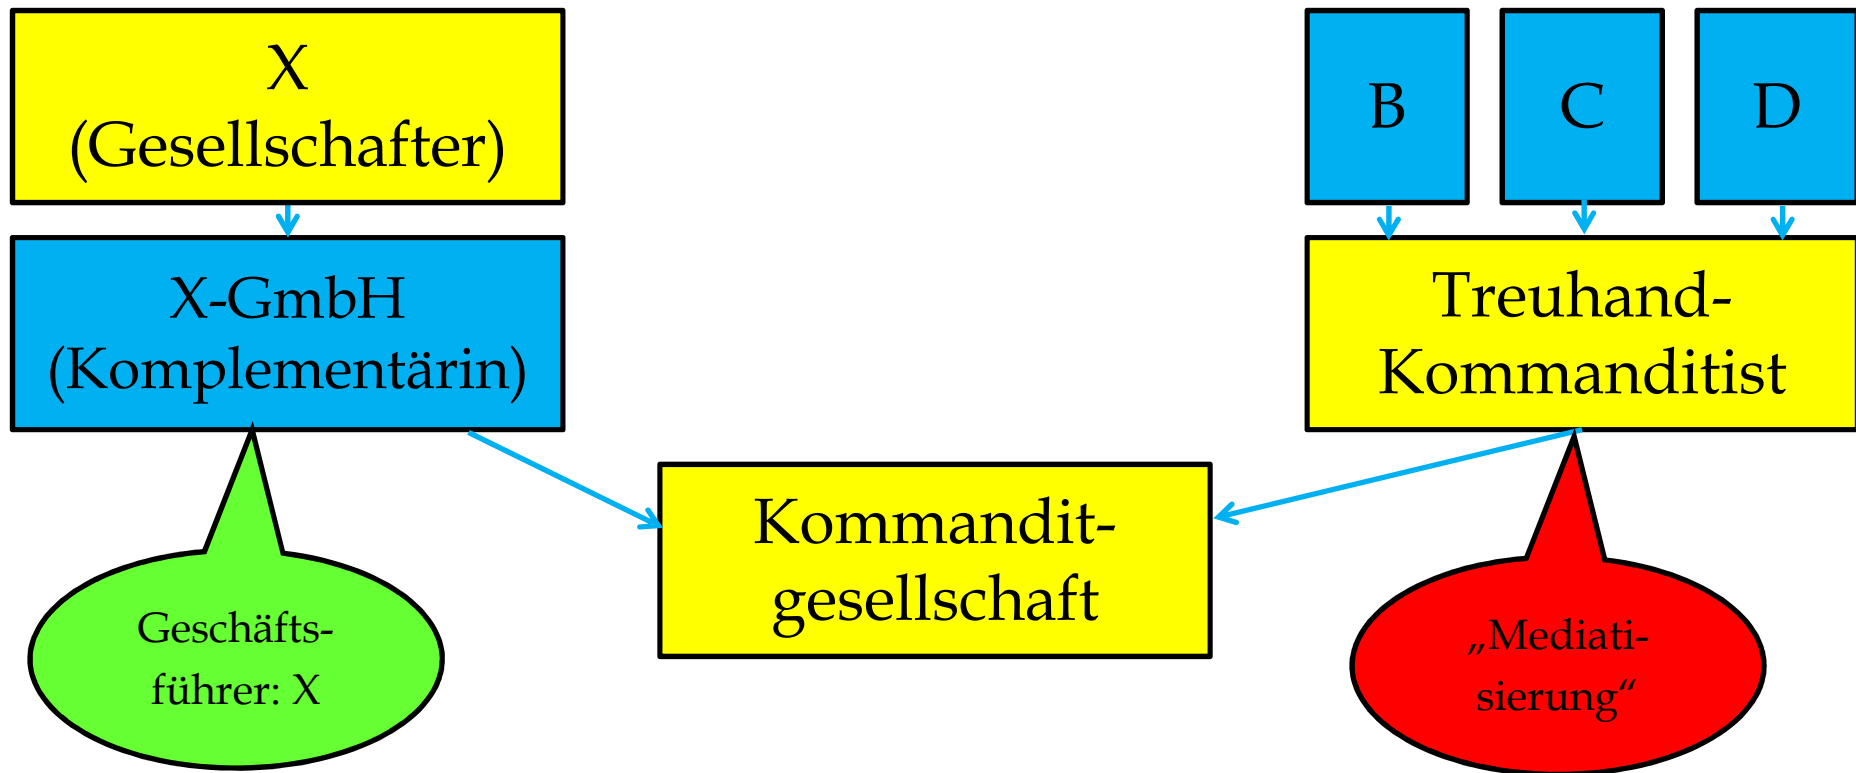 X
(Gesellschafter)
B
C
D
X-GmbH
(Komplementärin)
Treuhand-
Kommanditist
Kommandit-
gesellschaft
Geschäfts-
führer: X
„Mediati-
sierung“